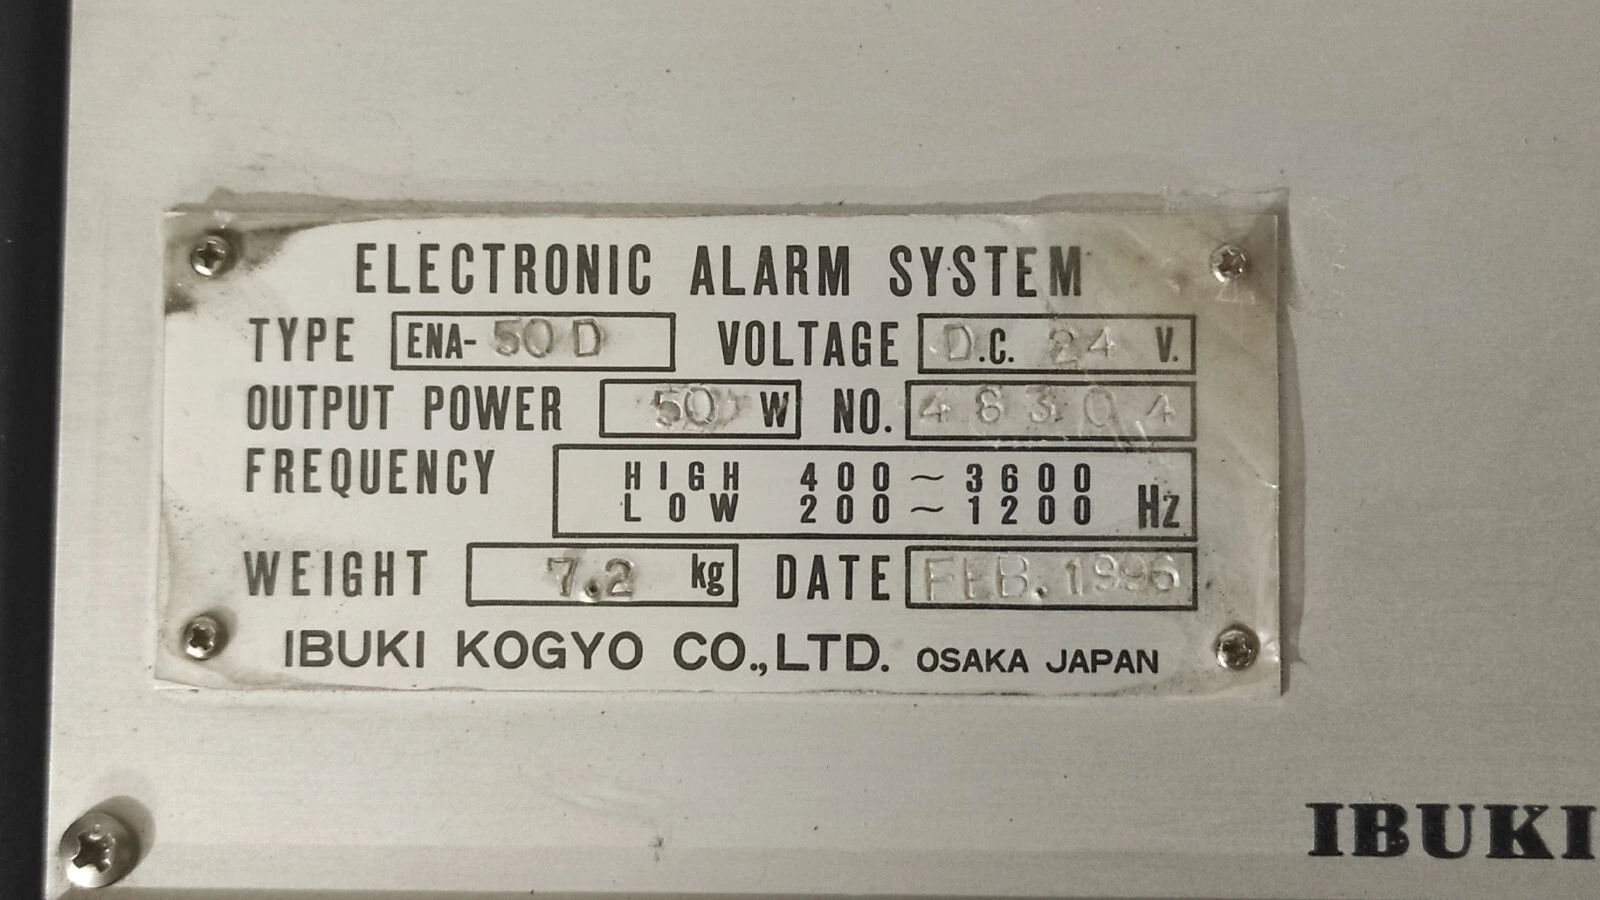 ELECTRONIC ALARM SYSTEM
TYPE ENA-50D VOLTAGE D.C. 24 V.
OUTPUT POWER 50 W NO. 48304
FREQUENCY HIGH 400~3600
LOW 200~1200 Hz
WEIGHT 7.2 kg DATE FEB.1996
IBUKI KOGYO CO.,LTD. OSAKA JAPAN
IBUKI